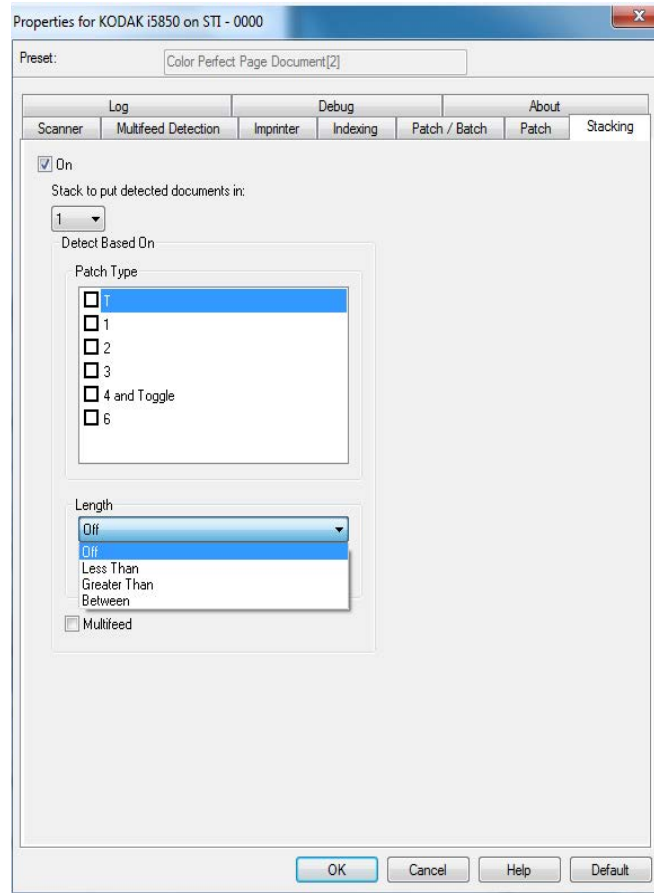 Properties for KODAK i5850 on STI - 0000
Preset: Color Perfect Page Document[2]
Log Debug About
Scanner Multifeed Detection Imprinter Indexing Patch / Batch Patch Stacking
On
Stack to put detected documents in:
1
Detect Based On
Patch Type
T
1
2
3
4 and Toggle
6
Length
Off
Off
Less Than
Greater Than
Between
Multifeed
OK Cancel Help Default